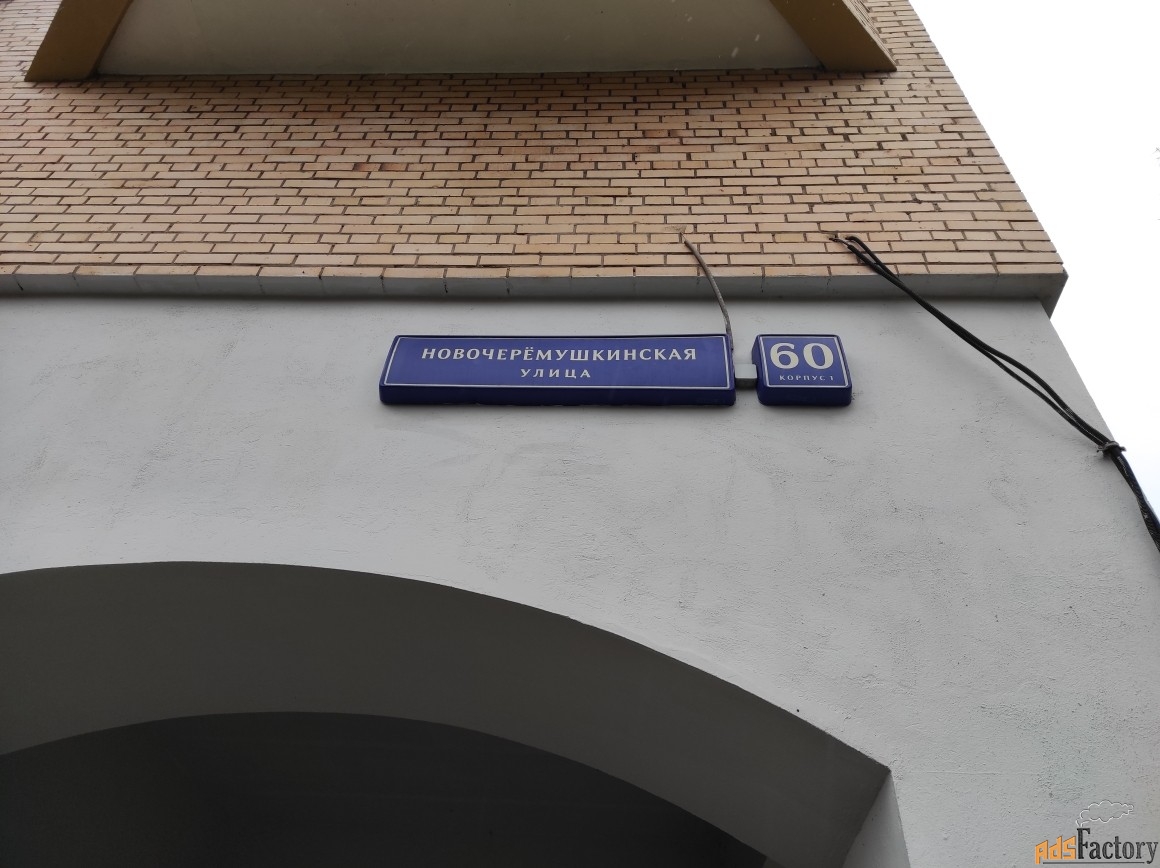 НОВОЧЕРЁМУШКИНСКАЯ
УЛИЦА
60
КОРПУС 1
AdsFactory